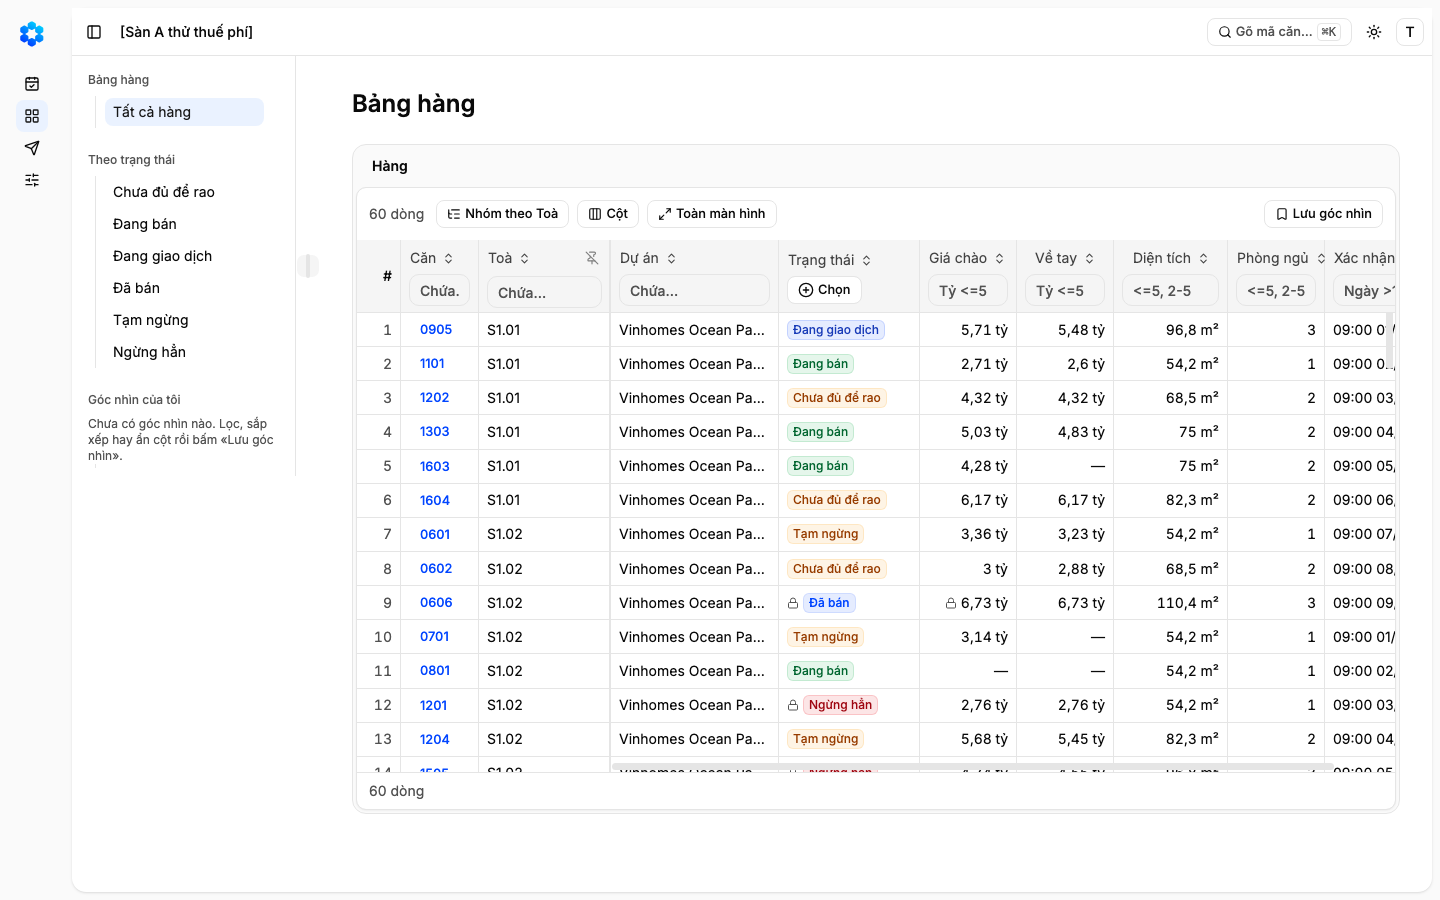 [Sàn A thử thuế phí]
Gõ mã căn... ⌘K
T
Bảng hàng
Tất cả hàng
Theo trạng thái
Chưa đủ để rao
Đang bán
Đang giao dịch
Đã bán
Tạm ngừng
Ngừng hẳn
Góc nhìn của tôi
Chưa có góc nhìn nào. Lọc, sắp
xếp hay ẩn cột rồi bấm «Lưu góc
nhìn».
Bảng hàng
Hàng
60 dòng Nhóm theo Toà Cột Toàn màn hình Lưu góc nhìn
# Căn Toà Dự án Trạng thái Giá chào Về tay Diện tích Phòng ngủ Xác nhận
Chứa. Chứa... Chứa... Chọn Tỷ <=5 Tỷ <=5 <=5, 2-5 <=5, 2-5 Ngày >
1 0905 S1.01 Vinhomes Ocean Pa... Đang giao dịch 5,71 tỷ 5,48 tỷ 96,8 m² 3 09:00
2 1101 S1.01 Vinhomes Ocean Pa... Đang bán 2,71 tỷ 2,6 tỷ 54,2 m² 1 09:00
3 1202 S1.01 Vinhomes Ocean Pa... Chưa đủ để rao 4,32 tỷ 4,32 tỷ 68,5 m² 2 09:00 03/
4 1303 S1.01 Vinhomes Ocean Pa... Đang bán 5,03 tỷ 4,83 tỷ 75 m² 2 09:00 04/
5 1603 S1.01 Vinhomes Ocean Pa... Đang bán 4,28 tỷ — 75 m² 2 09:00 05/
6 1604 S1.01 Vinhomes Ocean Pa... Chưa đủ để rao 6,17 tỷ 6,17 tỷ 82,3 m² 2 09:00 06/
7 0601 S1.02 Vinhomes Ocean Pa... Tạm ngừng 3,36 tỷ 3,23 tỷ 54,2 m² 1 09:00 07/
8 0602 S1.02 Vinhomes Ocean Pa... Chưa đủ để rao 3 tỷ 2,88 tỷ 68,5 m² 2 09:00 08/
9 0606 S1.02 Vinhomes Ocean Pa... Đã bán 6,73 tỷ 6,73 tỷ 110,4 m² 3 09:00 09/
10 0701 S1.02 Vinhomes Ocean Pa... Tạm ngừng 3,14 tỷ — 54,2 m² 1 09:00 01/
11 0801 S1.02 Vinhomes Ocean Pa... Đang bán — — 54,2 m² 1 09:00 02/
12 1201 S1.02 Vinhomes Ocean Pa... Ngừng hẳn 2,76 tỷ 2,76 tỷ 54,2 m² 1 09:00 03/
13 1204 S1.02 Vinhomes Ocean Pa... Tạm ngừng 5,68 tỷ 5,45 tỷ 82,3 m² 2 09:00 04/
60 dòng